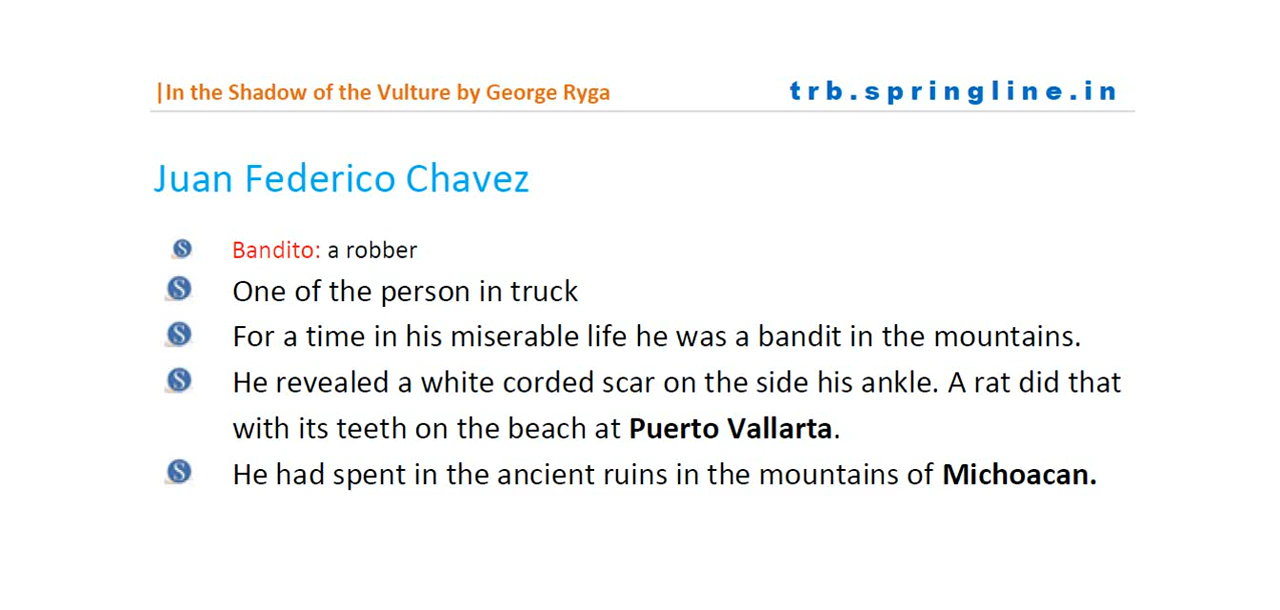 |In the Shadow of the Vulture by George Ryga trb.springline.in
Juan Federico Chavez
Bandito: a robber
One of the person in truck
For a time in his miserable life he was a bandit in the mountains.
He revealed a white corded scar on the side his ankle. A rat did that
with its teeth on the beach at Puerto Vallarta.
He had spent in the ancient ruins in the mountains of Michoacan.